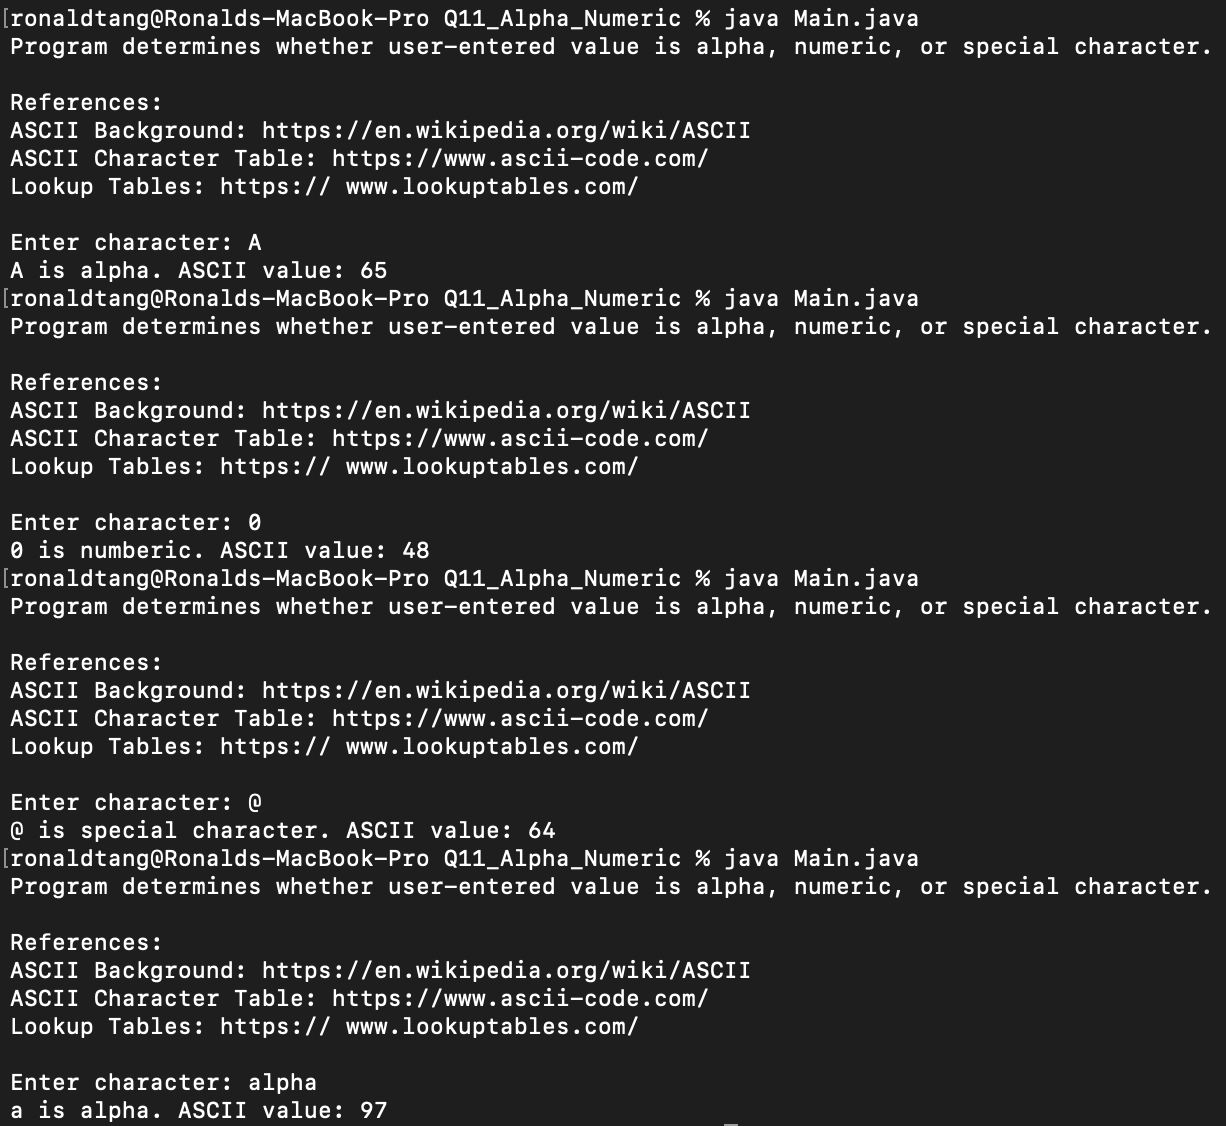 [ronaldtang@Ronalds-MacBook-Pro Q11_Alpha_Numeric % java Main.java
Program determines whether user-entered value is alpha, numeric, or special character.
References:
ASCII Background: https://en.wikipedia.org/wiki/ASCII
ASCII Character Table: https://www.ascii-code.com/
Lookup Tables: https:// www.lookuptables.com/
Enter character: A
A is alpha. ASCII value: 65
[ronaldtang@Ronalds-MacBook-Pro Q11_Alpha_Numeric % java Main.java
Program determines whether user-entered value is alpha, numeric, or special character.
References:
ASCII Background: https://en.wikipedia.org/wiki/ASCII
ASCII Character Table: https://www.ascii-code.com/
Lookup Tables: https:// www.lookuptables.com/
Enter character: 0
0 is numberic. ASCII value: 48
[ronaldtang@Ronalds-MacBook-Pro Q11_Alpha_Numeric % java Main.java
Program determines whether user-entered value is alpha, numeric, or special character.
References:
ASCII Background: https://en.wikipedia.org/wiki/ASCII
ASCII Character Table: https://www.ascii-code.com/
Lookup Tables: https:// www.lookuptables.com/
Enter character: @
@ is special character. ASCII value: 64
[ronaldtang@Ronalds-MacBook-Pro Q11_Alpha_Numeric % java Main.java
Program determines whether user-entered value is alpha, numeric, or special character.
References:
ASCII Background: https://en.wikipedia.org/wiki/ASCII
ASCII Character Table: https://www.ascii-code.com/
Lookup Tables: https:// www.lookuptables.com/
Enter character: alpha
a is alpha. ASCII value: 97